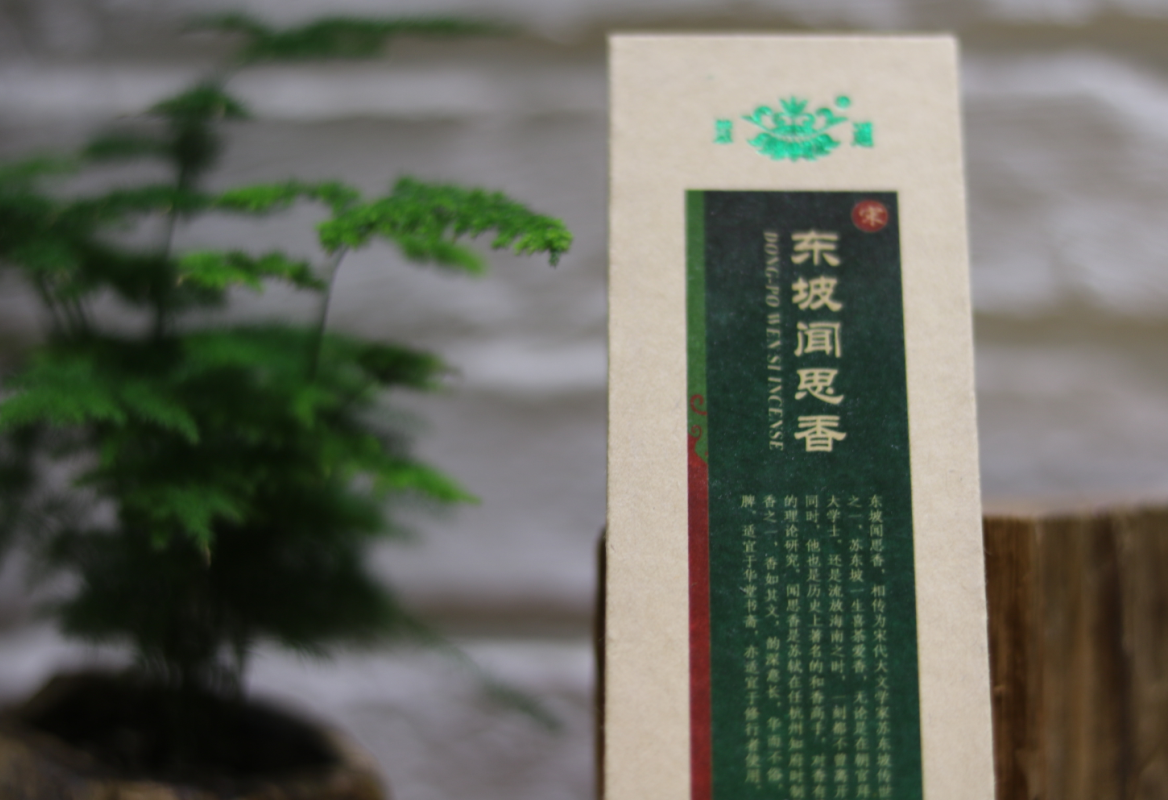 宋
东坡闻思香
DONG-PO WEN SI INCENSE
东坡闻思香，相传为宋代大文学家苏东坡传世
之一，苏东坡一生喜茶爱香，无论是在朝官拜
大学士，还是流放海南之时，一刻都不曾离开
同时，他也是历史上著名的和香高手，对香有
的理论研究，闻思香是苏轼在任杭州知府时制
香之一，香如其文，的深意长，华而不俗，
脾，适宜于华堂书斋，亦适宜于修行者使用。